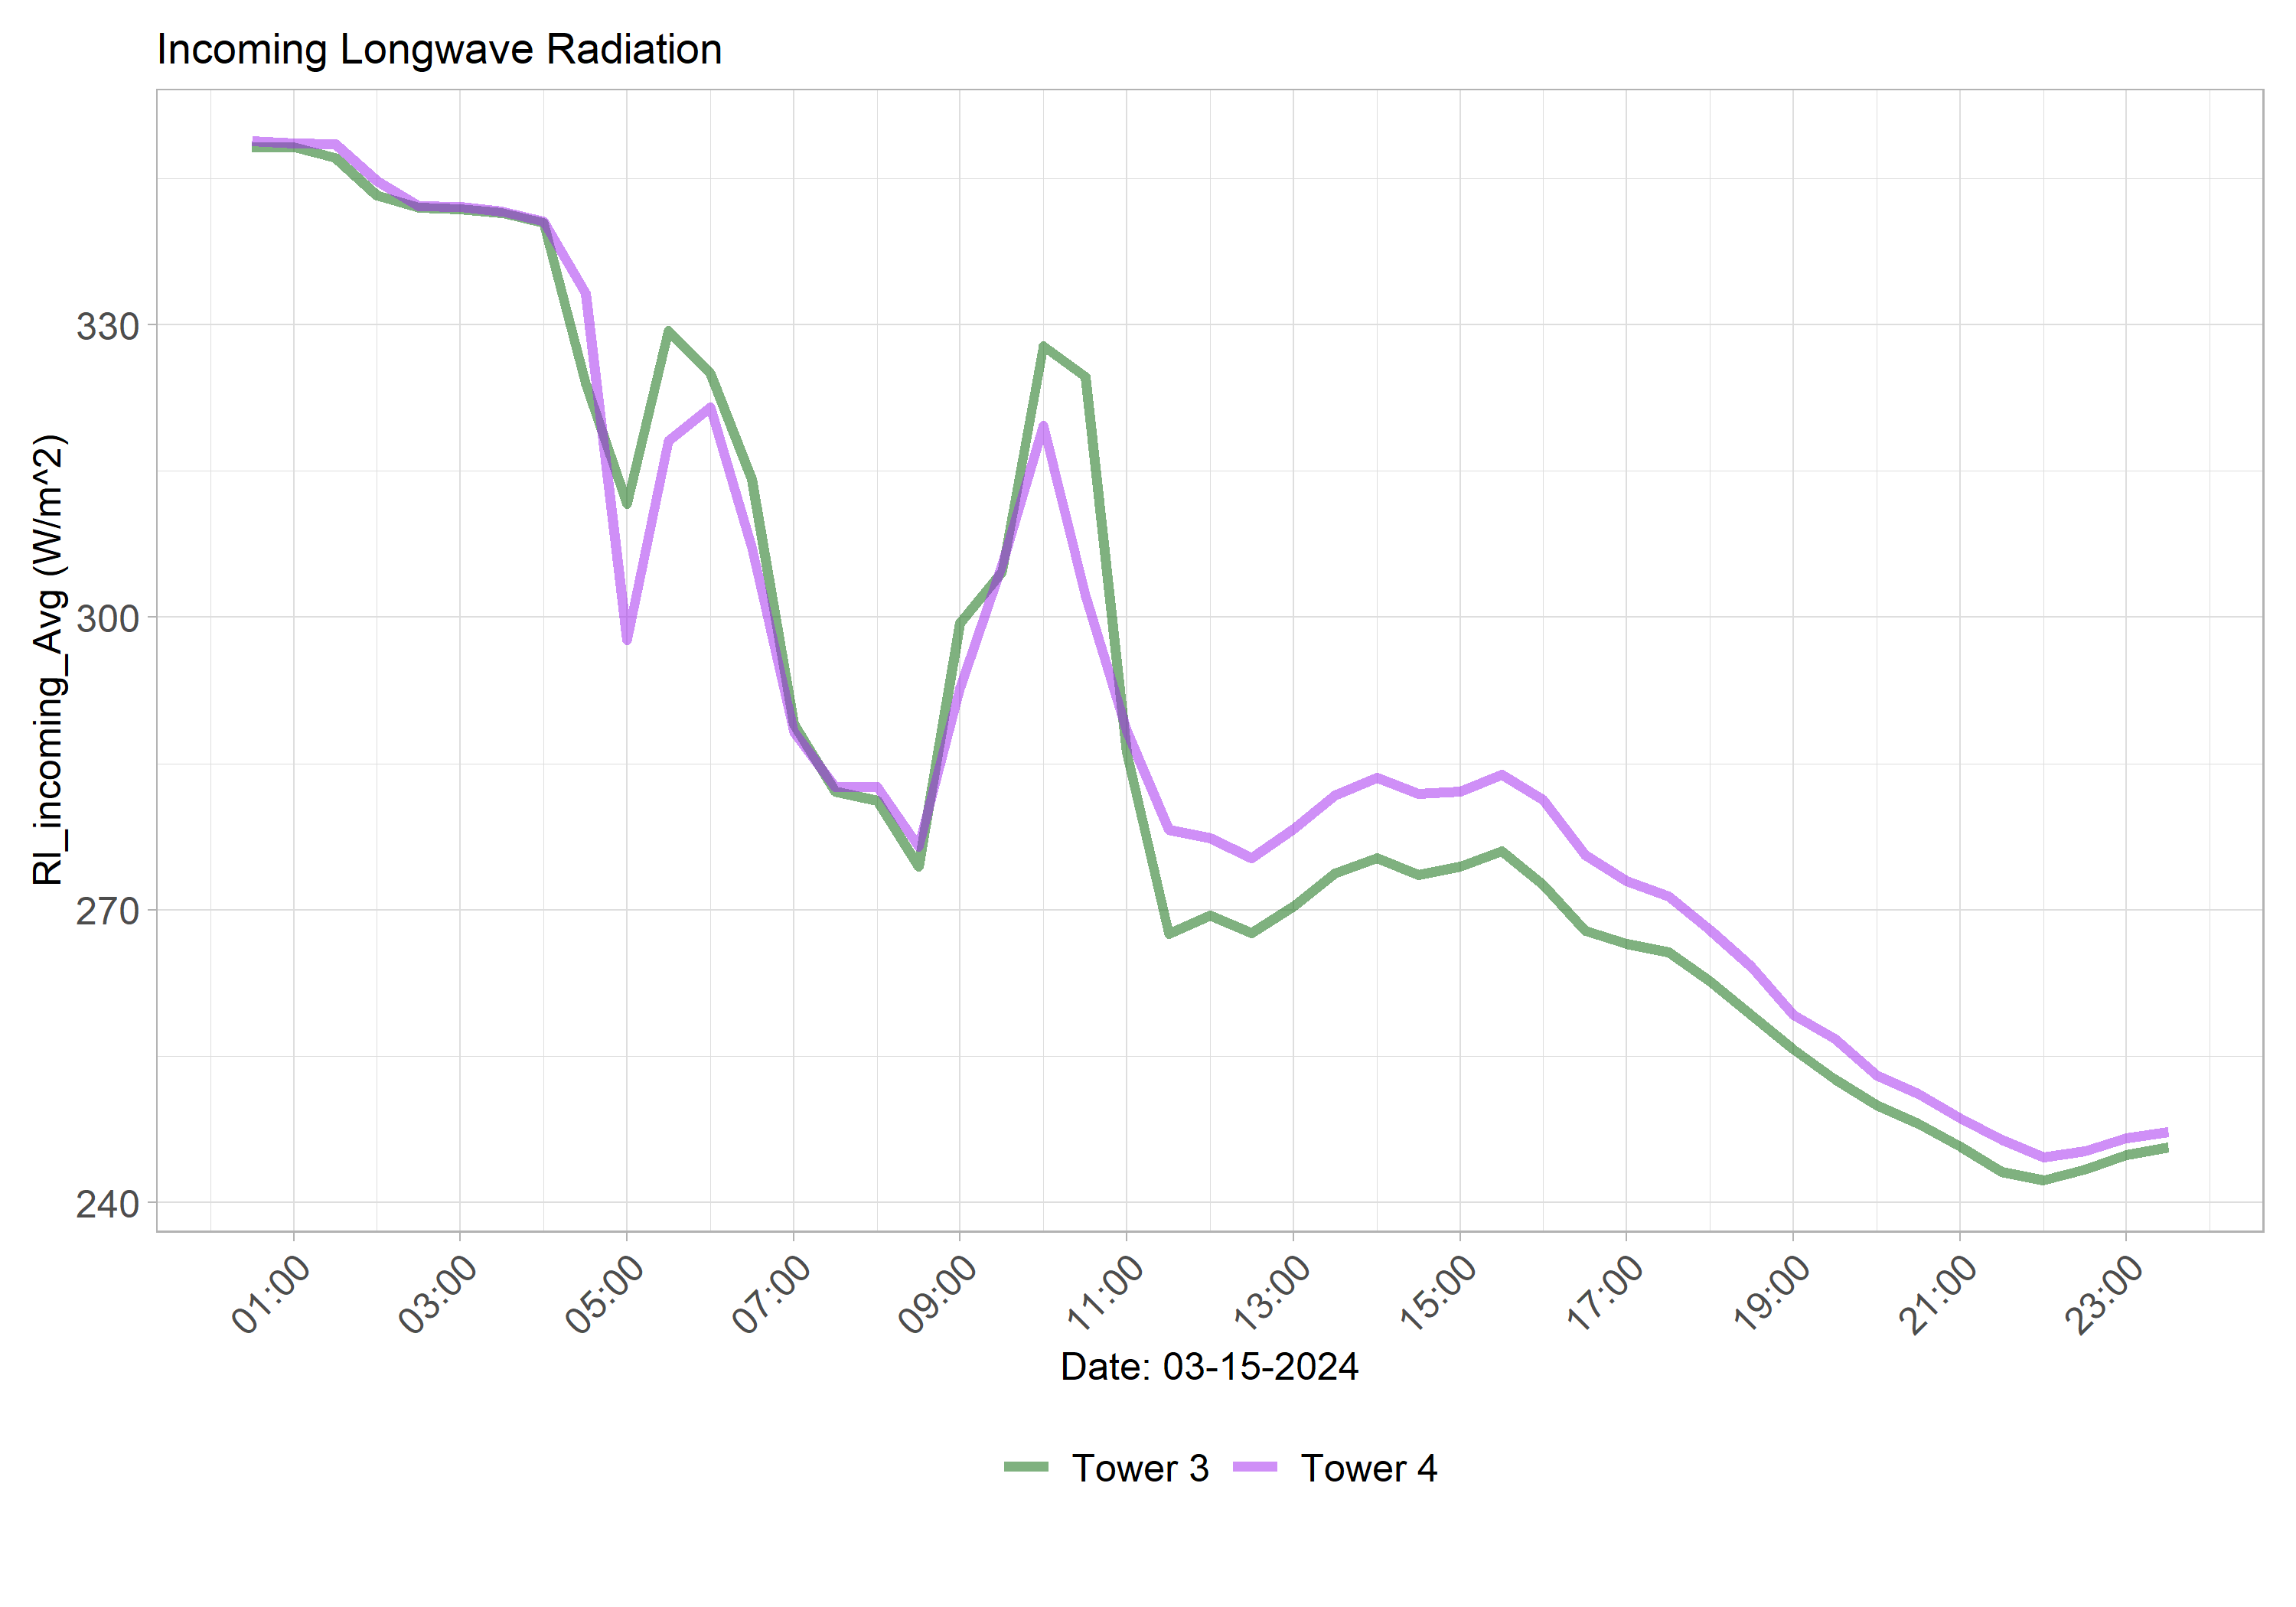 Incoming Longwave Radiation
Rl_incoming_Avg (W/m^2)
330
300
270
240
01:00 03:00 05:00 07:00 09:00 11:00 13:00 15:00 17:00 19:00 21:00 23:00
Date: 03-15-2024
Tower 3 Tower 4